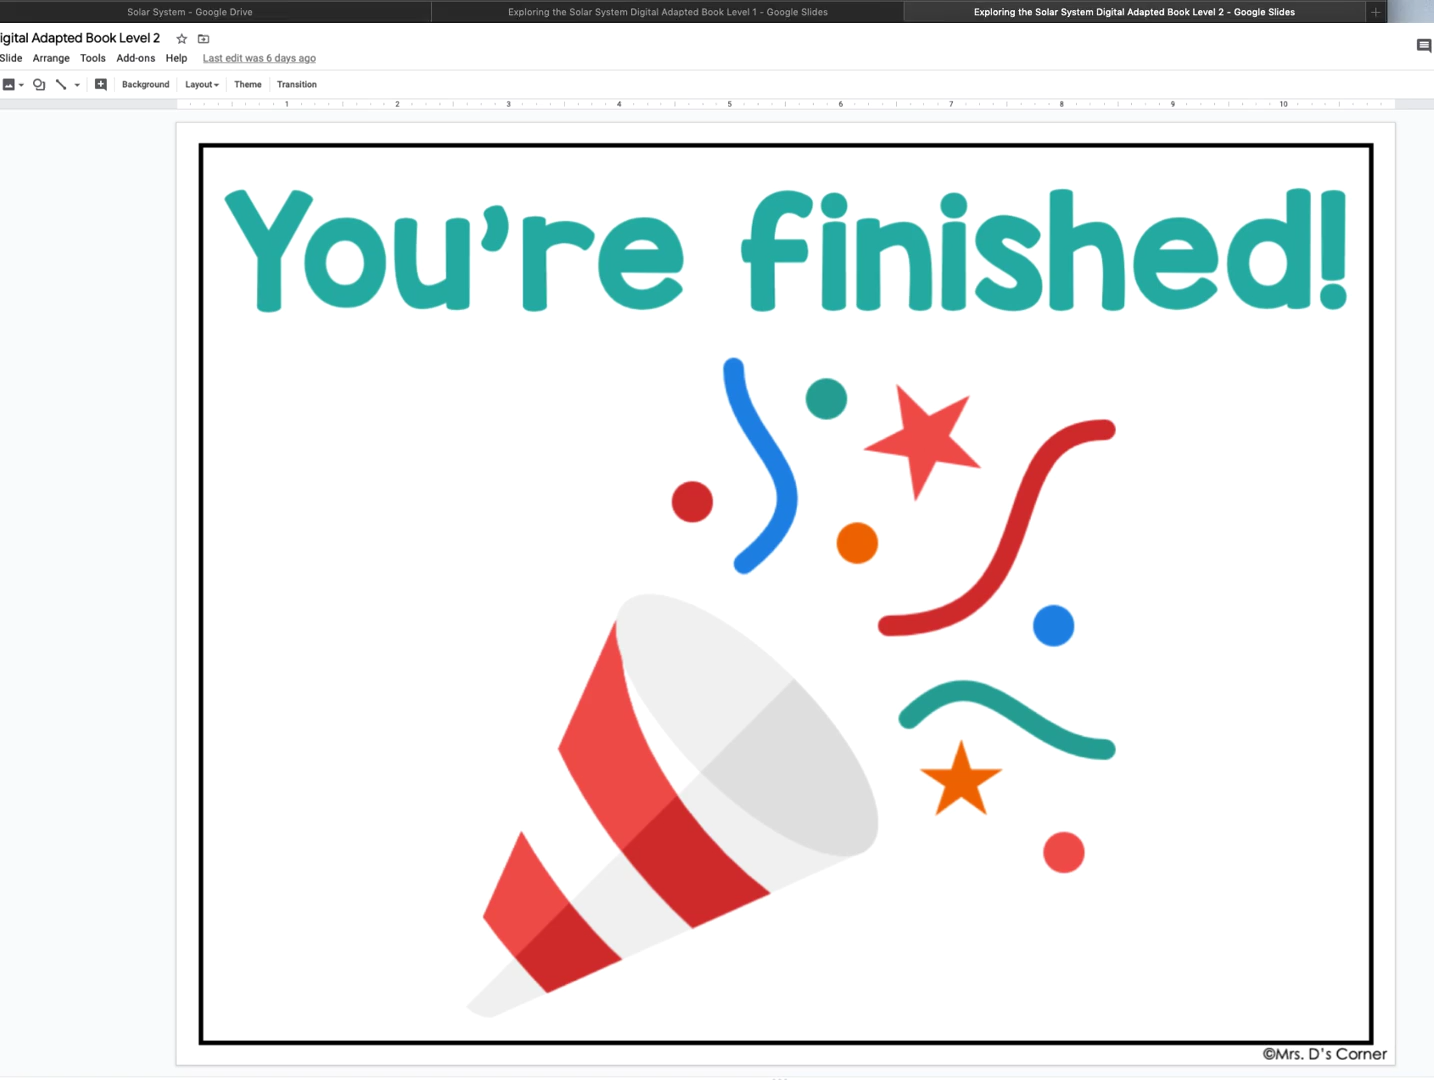 Solar System - Google Drive
Exploring the Solar System Digital Adapted Book Level 1 - Google Slides
Exploring the Solar System Digital Adapted Book Level 2 - Google Slides
igital Adapted Book Level 2
Slide Arrange Tools Add-ons Help Last edit was 6 days ago
Background Layout Theme Transition
1 2 3 4 5 6 7 8 9 10
You're finished!
©Mrs. D's Corner